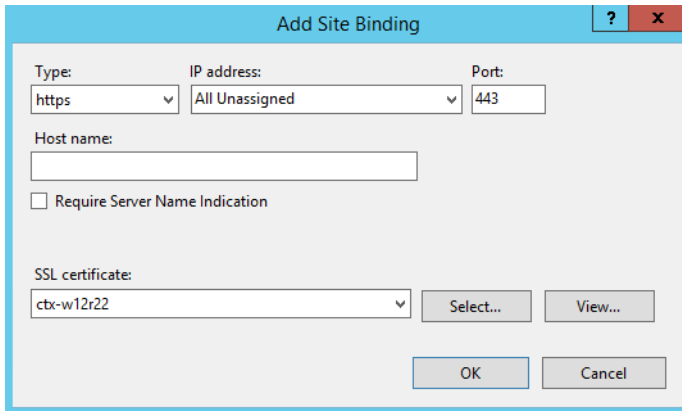 Add Site Binding
? x
Type: IP address: Port:
https All Unassigned 443
Host name:
Require Server Name Indication
SSL certificate:
ctx-w12r22 Select... View...
OK Cancel